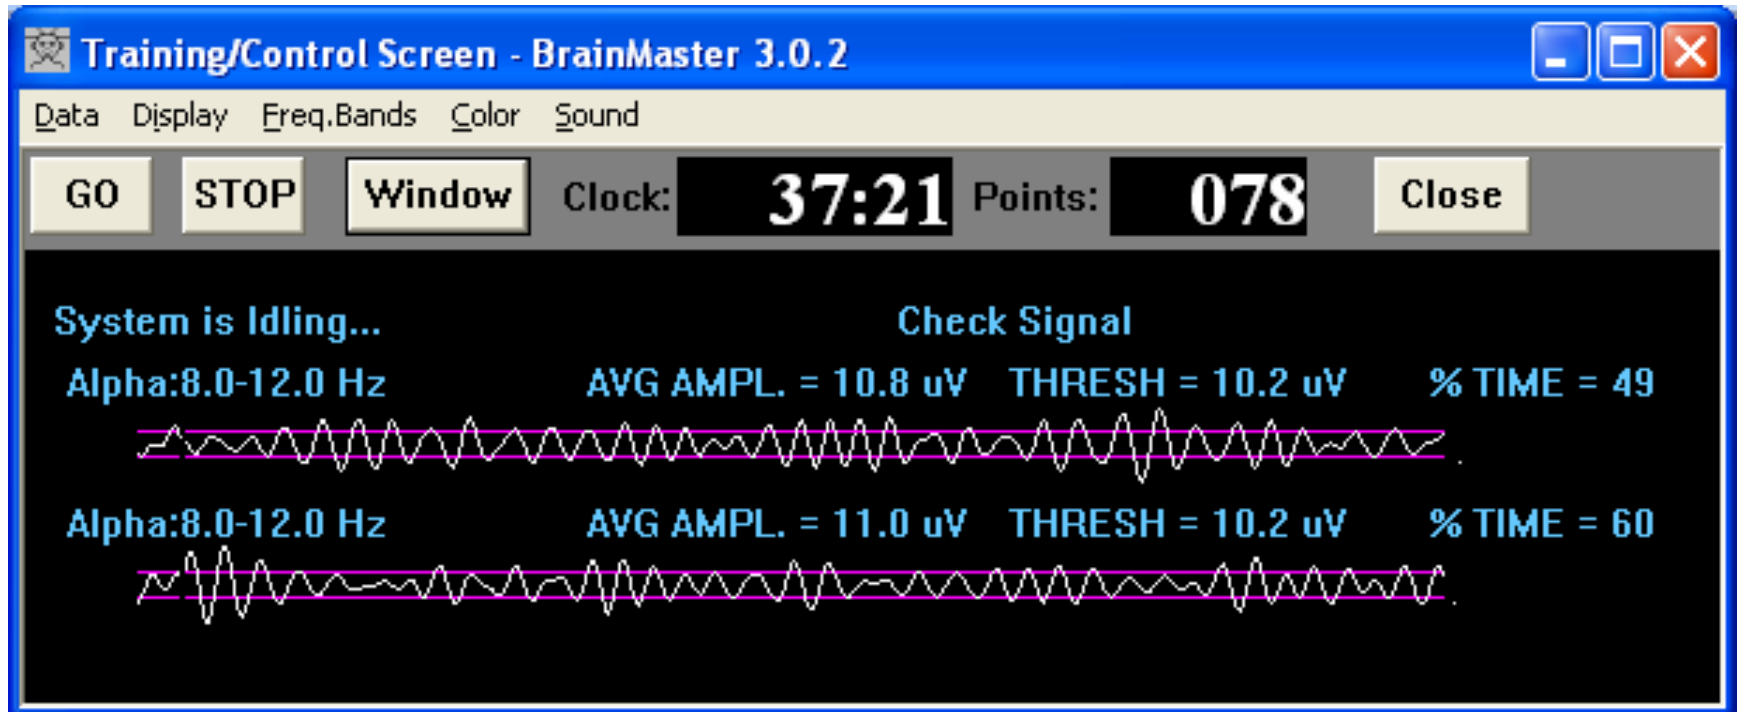 Training/Control Screen - BrainMaster 3.0.2
Data Display Freq.Bands Color Sound
GO STOP Window Clock: 37:21 Points: 078 Close
System is Idling... Check Signal
Alpha:8.0-12.0 Hz AVG AMPL. = 10.8 uV THRESH = 10.2 uV % TIME = 49
Alpha:8.0-12.0 Hz AVG AMPL. = 11.0 uV THRESH = 10.2 uV % TIME = 60